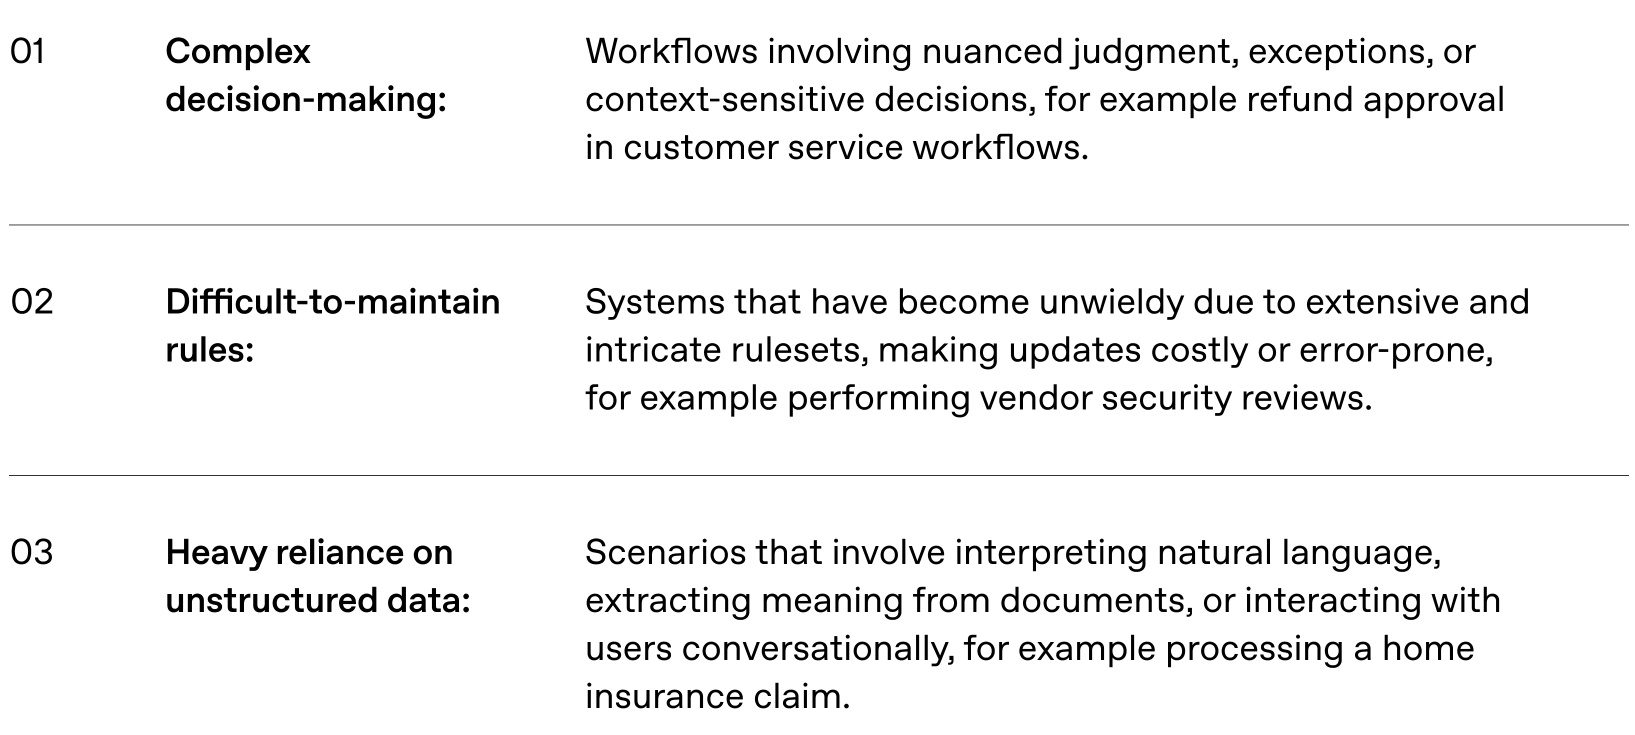 01
Complex
decision-making:
Workflows involving nuanced judgment, exceptions, or
context-sensitive decisions, for example refund approval
in customer service workflows.
02
Difficult-to-maintain
rules:
Systems that have become unwieldy due to extensive and
intricate rulesets, making updates costly or error-prone,
for example performing vendor security reviews.
03
Heavy reliance on
unstructured data:
Scenarios that involve interpreting natural language,
extracting meaning from documents, or interacting with
users conversationally, for example processing a home
insurance claim.